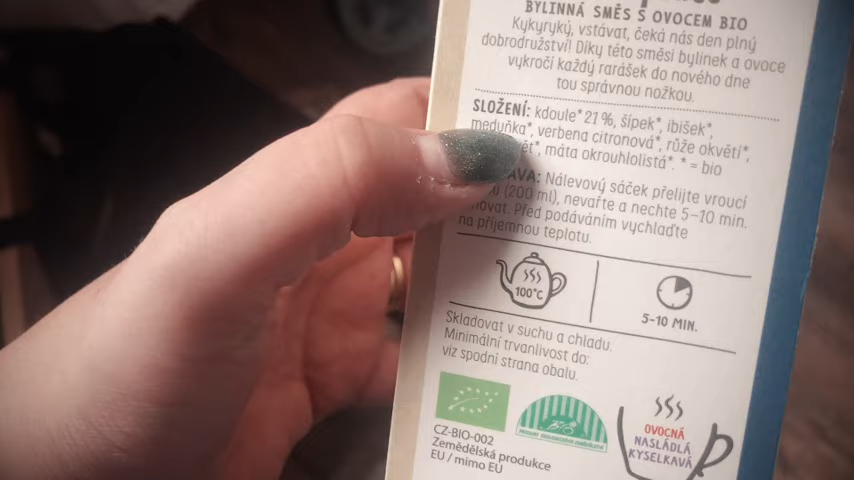 BYLINNÁ SMĚS S OVOCEM BIO
Kykyryký, vstávat, čeká nás den plný
dobrodružství! Díky této směsi bylinek a ovoce
vykročí každý rarášek do nového dne
tou správnou nožkou.
SLOŽENÍ: kdoule* 21 %, šípek*, ibišek*,
meduňka*, verbena citronová*, růže okvětí*,
máta okrouhlolistá*. * = bio
Nálevový sáček přelijte vroucí
(200 ml), nevařte a nechte 5–10 min.
Před podáváním vychlaďte
na příjemnou teplotu.
100°C
5-10 MIN.
Skladovat v suchu a chladu.
Minimální trvanlivost do:
viz spodní strana obalu.
CZ-BIO-002
Zemědělská produkce
EU / mimo EU
BIO
OVOCNÁ
NASLÁDLÁ
KYSELKAVÁ